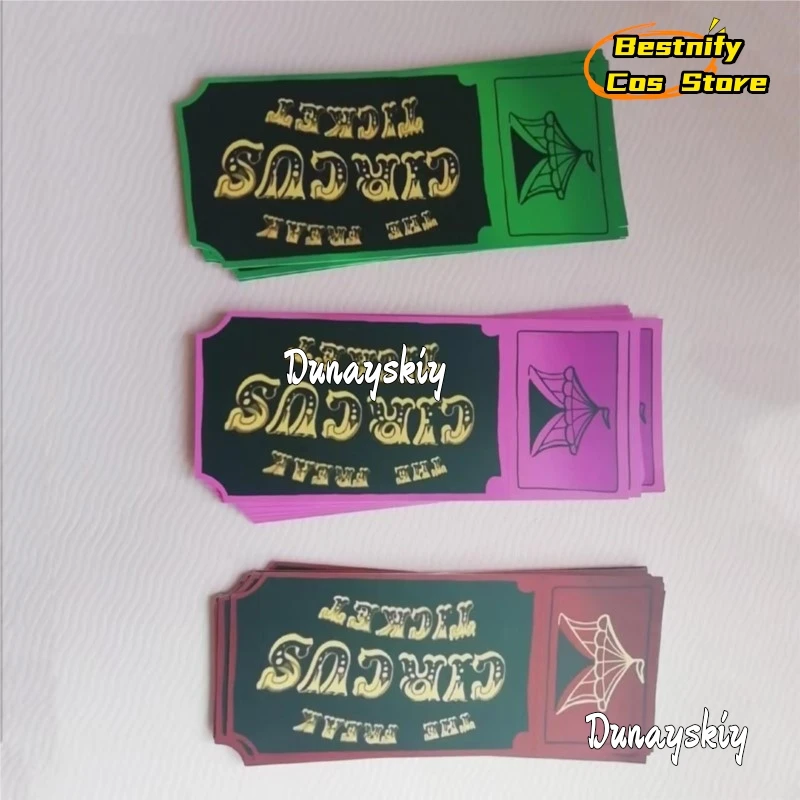 Bestnify
Cos Store
THE FREAK
CIRCUS
TICKET
THE FREAK
CIRCUS
TICKET
Dunayskiy
THE FREAK
CIRCUS
TICKET
Dunayskiy